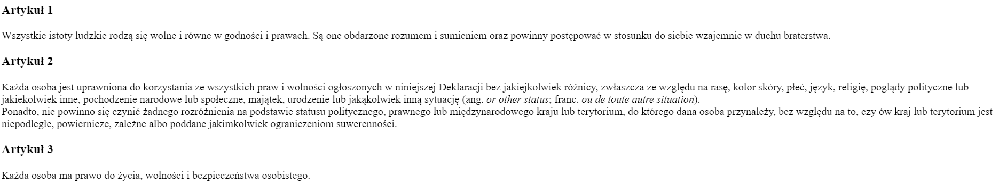 Artykuł 1
Wszystkie istoty ludzkie rodzą się wolne i równe w godności i prawach. Są one obdarzone rozumem i sumieniem oraz powinny postępować w stosunku do siebie wzajemnie w duchu braterstwa.
Artykuł 2
Każda osoba jest uprawniona do korzystania ze wszystkich praw i wolności ogłoszonych w niniejszej Deklaracji bez jakiejkolwiek różnicy, zwłaszcza ze względu na rasę, kolor skóry, płeć, język, religię, poglądy polityczne lub
jakiekolwiek inne, pochodzenie narodowe lub społeczne, majątek, urodzenie lub jakąkolwiek inną sytuację (ang. or other status; franc. ou de toute autre situation).
Ponadto, nie powinno się czynić żadnego rozróżnienia na podstawie statusu politycznego, prawnego lub międzynarodowego kraju lub terytorium, do którego dana osoba przynależy, bez względu na to, czy ów kraj lub terytorium jest
niepodległe, powiernicze, zależne albo poddane jakimkolwiek ograniczeniom suwerenności.
Artykuł 3
Każda osoba ma prawo do życia, wolności i bezpieczeństwa osobistego.